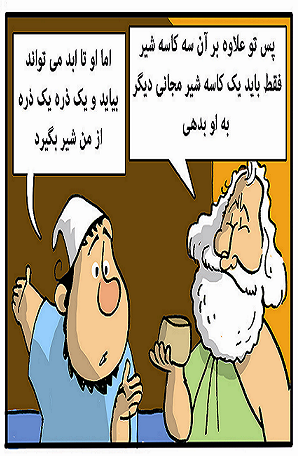 پس تو علاوه بر آن سه کاسه شیر
فقط باید یک کاسه شیر مجانی دیگر
به او بدهی
اما او تا ابد می تواند
بیاید و یک ذره یک ذره
از من شیر بگیرد